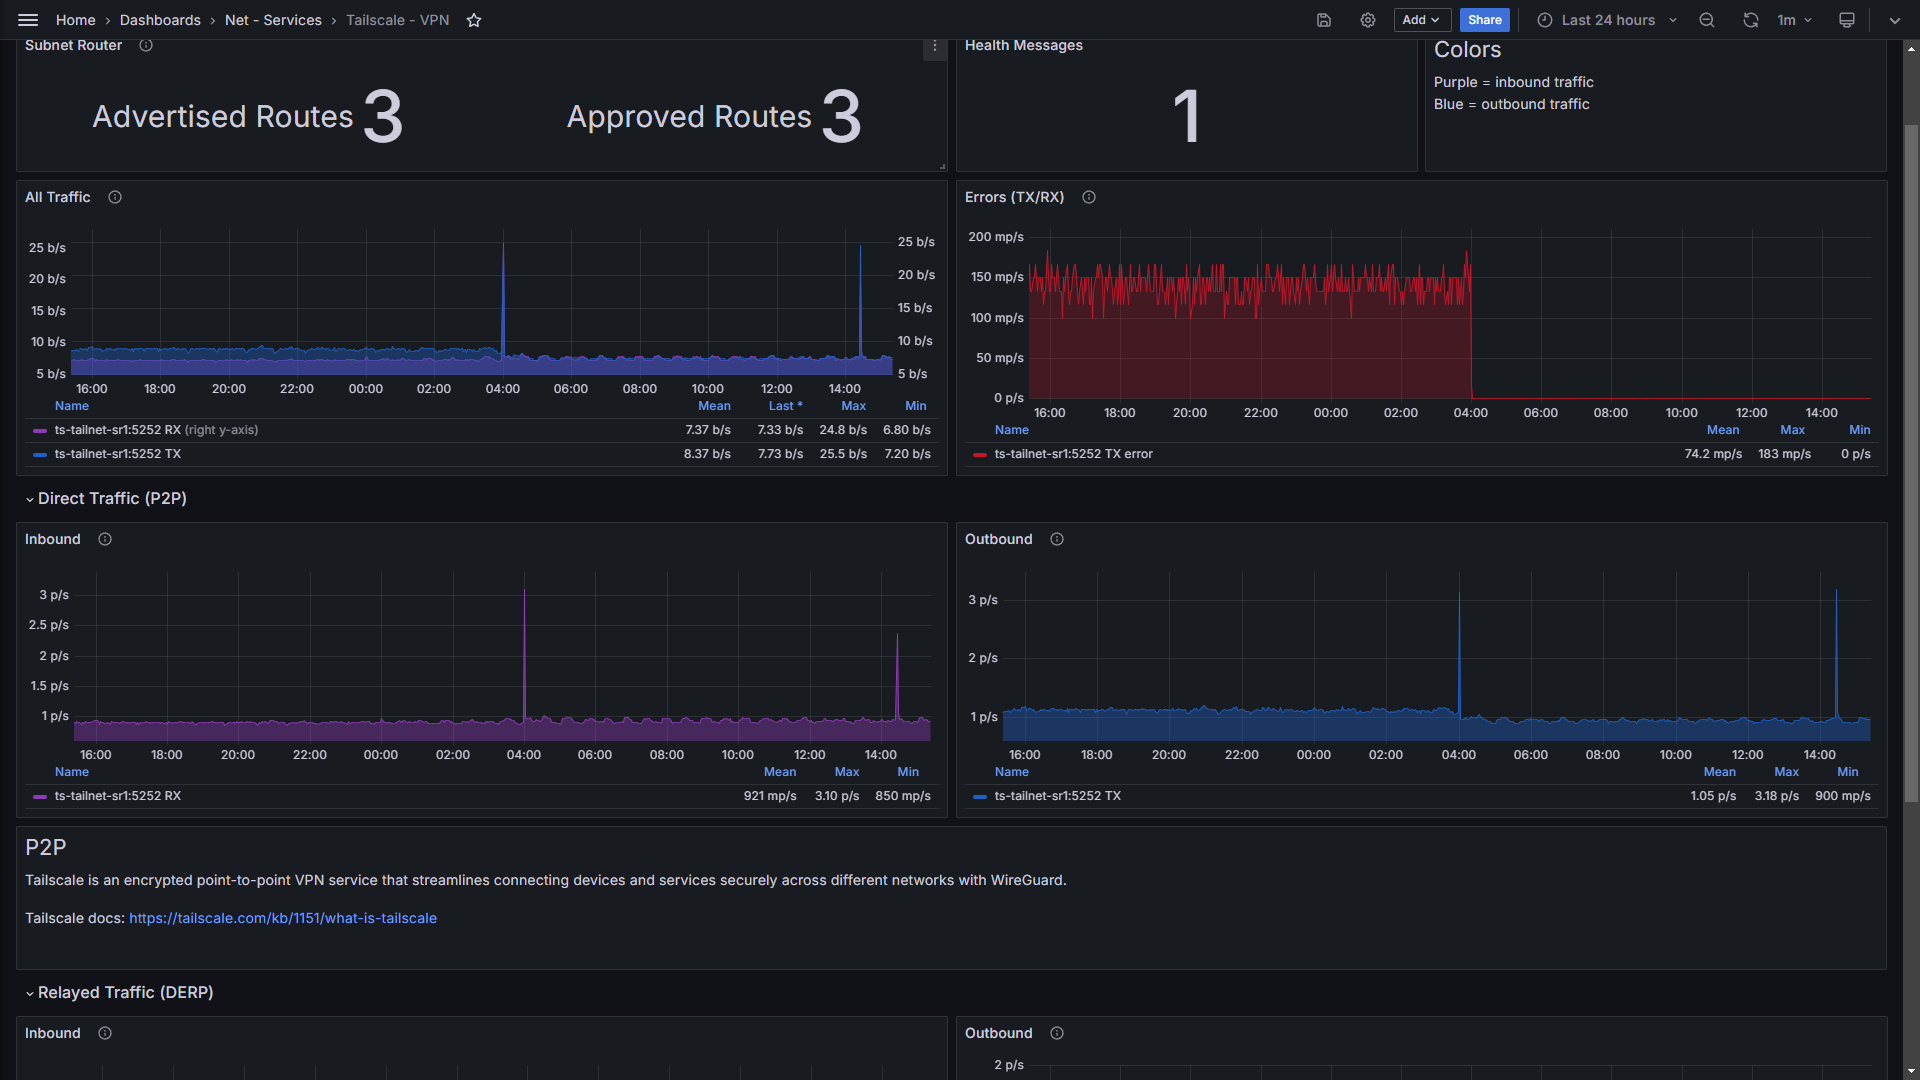 Home › Dashboards › Net - Services › Tailscale - VPN
Add
Share
Last 24 hours
1m
Subnet Router
Advertised Routes 3
Approved Routes 3
Health Messages
1
Colors
Purple = inbound traffic
Blue = outbound traffic
All Traffic
25 b/s
20 b/s
15 b/s
10 b/s
5 b/s
25 b/s
20 b/s
15 b/s
10 b/s
5 b/s
16:00 18:00 20:00 22:00 00:00 02:00 04:00 06:00 08:00 10:00 12:00 14:00
Name Mean Last * Max Min
ts-tailnet-sr1:5252 RX (right y-axis) 7.37 b/s 7.33 b/s 24.8 b/s 6.80 b/s
ts-tailnet-sr1:5252 TX 8.37 b/s 7.73 b/s 25.5 b/s 7.20 b/s
Errors (TX/RX)
200 mp/s
150 mp/s
100 mp/s
50 mp/s
0 p/s
16:00 18:00 20:00 22:00 00:00 02:00 04:00 06:00 08:00 10:00 12:00 14:00
Name Mean Max Min
ts-tailnet-sr1:5252 TX error 74.2 mp/s 183 mp/s 0 p/s
Direct Traffic (P2P)
Inbound
3 p/s
2.5 p/s
2 p/s
1.5 p/s
1 p/s
16:00 18:00 20:00 22:00 00:00 02:00 04:00 06:00 08:00 10:00 12:00 14:00
Name Mean Max Min
ts-tailnet-sr1:5252 RX 921 mp/s 3.10 p/s 850 mp/s
Outbound
3 p/s
2 p/s
1 p/s
16:00 18:00 20:00 22:00 00:00 02:00 04:00 06:00 08:00 10:00 12:00 14:00
Name Mean Max Min
ts-tailnet-sr1:5252 TX 1.05 p/s 3.18 p/s 900 mp/s
P2P
Tailscale is an encrypted point-to-point VPN service that streamlines connecting devices and services securely across different networks with WireGuard.
Tailscale docs: https://tailscale.com/kb/1151/what-is-tailscale
Relayed Traffic (DERP)
Inbound
Outbound
2 p/s